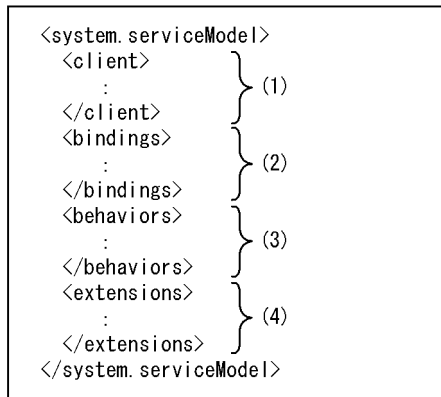 <system.serviceModel>
<client>
: (1)
</client>
<bindings>
: (2)
</bindings>
<behaviors>
: (3)
</behaviors>
<extensions>
: (4)
</extensions>
</system.serviceModel>